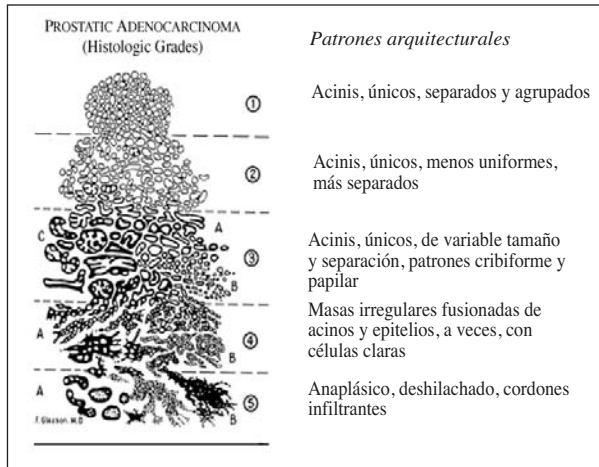 PROSTATIC ADENOCARCINOMA
(Histologic Grades)
Patrones arquitecturales
1
Acinis, únicos, separados y agrupados
2
Acinis, únicos, menos uniformes,
más separados
A
C
3
B
Acinis, únicos, de variable tamaño
y separación, patrones cribiforme y
papilar
A
4
B
Masas irregulares fusionadas de
acinos y epitelios, a veces, con
células claras
A
5
B
Anaplásico, deshilachado, cordones
infiltrantes
F. Gleason, M.D.